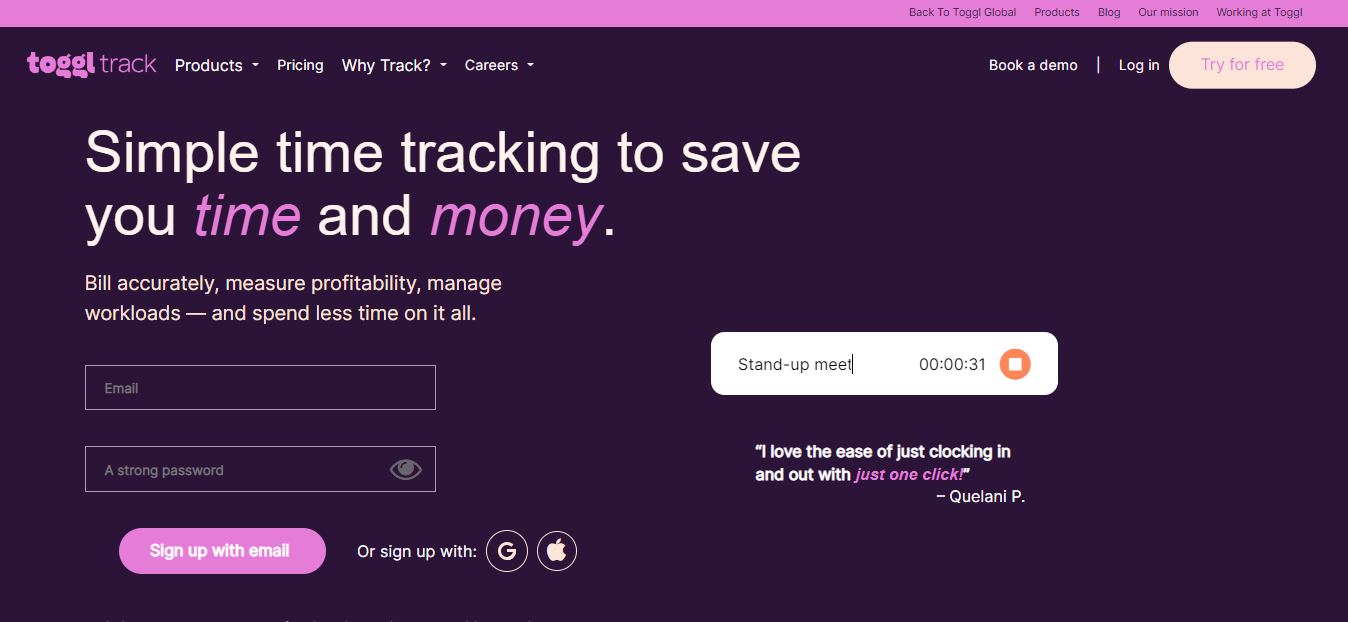 Back To Toggl Global Products Blog Our mission Working at Toggl
toggl track Products Pricing Why Track? Careers Book a demo | Log in Try for free
Simple time tracking to save
you time and money.
Bill accurately, measure profitability, manage
workloads — and spend less time on it all.
Email
A strong password
Sign up with email Or sign up with: G
Stand-up meet 00:00:31
“I love the ease of just clocking in
and out with just one click!”
– Quelani P.